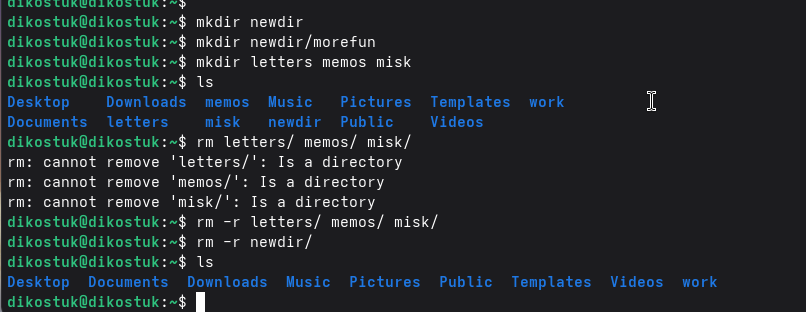 dikostuk@dikostuk:~$
dikostuk@dikostuk:~$ mkdir newdir
dikostuk@dikostuk:~$ mkdir newdir/morefun
dikostuk@dikostuk:~$ mkdir letters memos misk
dikostuk@dikostuk:~$ ls
Desktop    Downloads  memos  Music   Pictures  Templates  work
Documents  letters    misk   newdir  Public    Videos
dikostuk@dikostuk:~$ rm letters/ memos/ misk/
rm: cannot remove 'letters/': Is a directory
rm: cannot remove 'memos/': Is a directory
rm: cannot remove 'misk/': Is a directory
dikostuk@dikostuk:~$ rm -r letters/ memos/ misk/
dikostuk@dikostuk:~$ rm -r newdir/
dikostuk@dikostuk:~$ ls
Desktop  Documents  Downloads  Music  Pictures  Public  Templates  Videos  work
dikostuk@dikostuk:~$